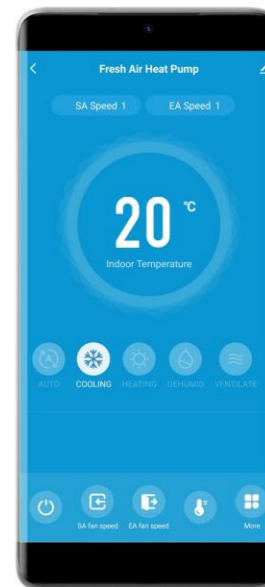 Fresh Air Heat Pump
SA Speed 1 EA Speed 1
20 °C
Indoor Temperature
AUTO COOLING HEATING DEHUMID VENTILATE
SA fan speed EA fan speed More